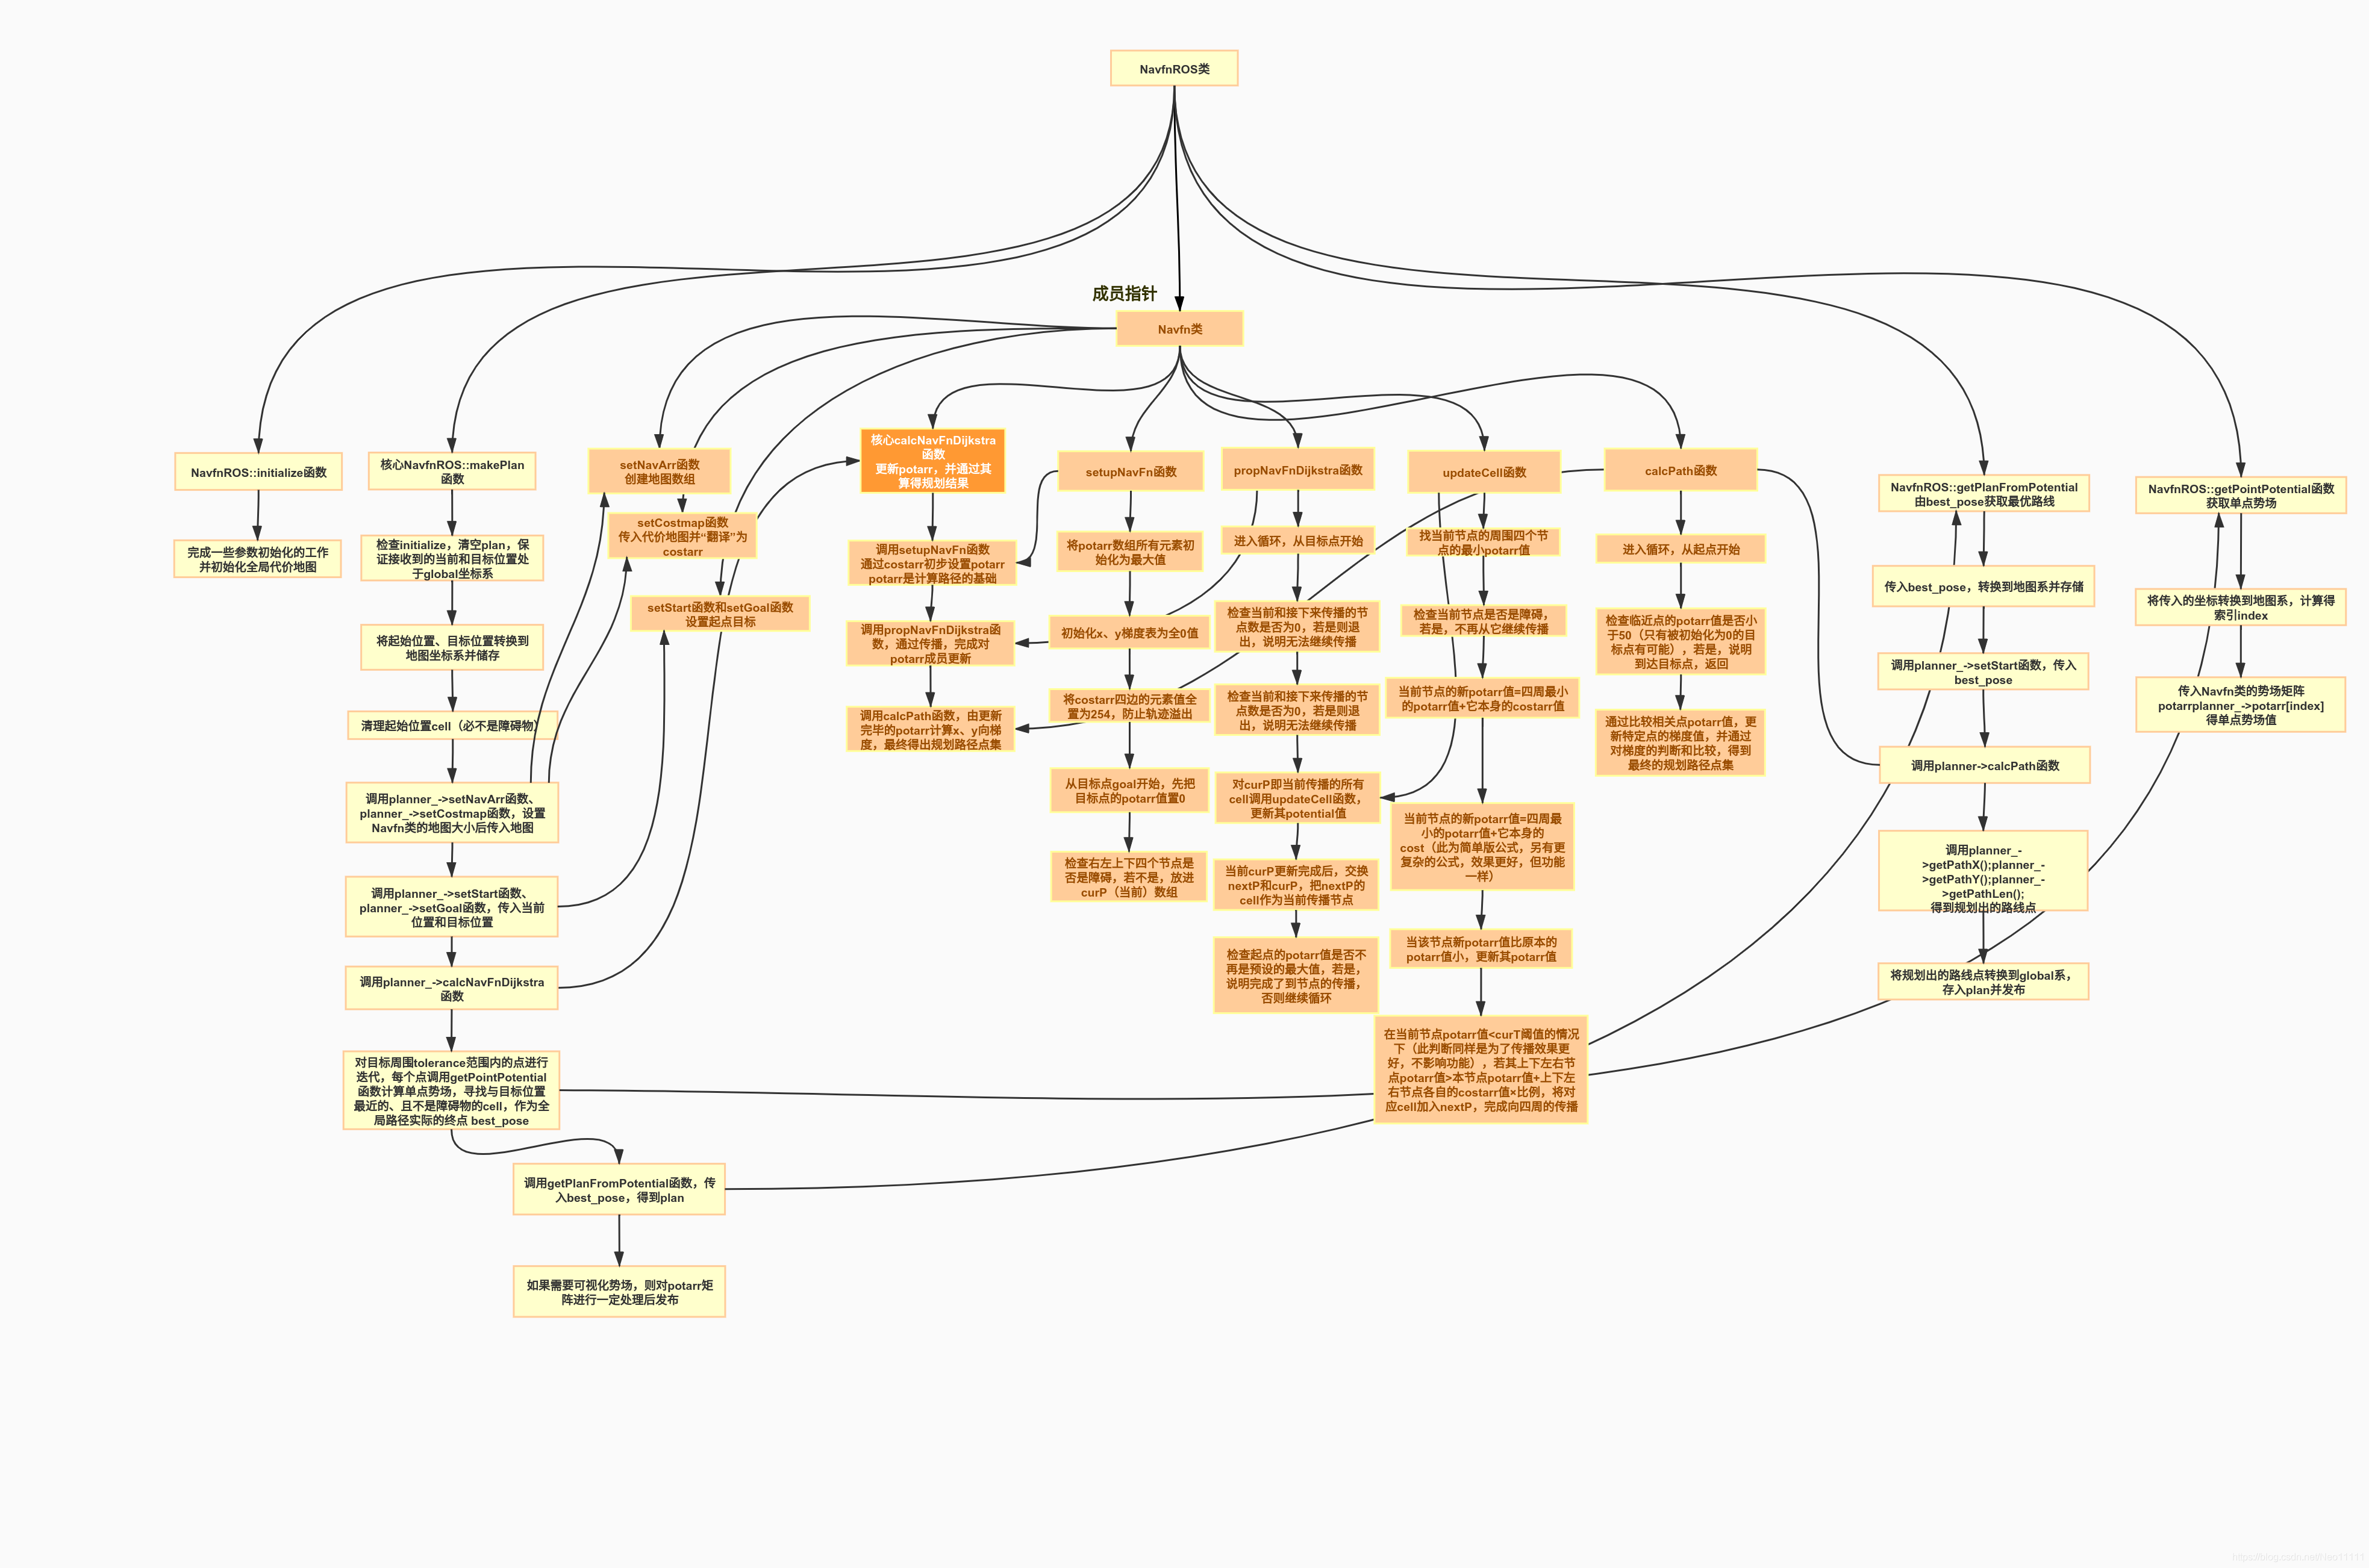 NavfnROS类
成员指针
Navfn类
NavfnROS::initialize函数
完成一些参数初始化的工作
并初始化全局代价地图
核心NavfnROS::makePlan
函数
检查initialize，清空plan，保
证接收到的当前和目标位置处
于global坐标系
将起始位置、目标位置转换到
地图坐标系并储存
清理起始位置cell（必不是障碍物）
调用planner_->setNavArr函数、
planner_->setCostmap函数，设置
Navfn类的地图大小后传入地图
调用planner_->setStart函数、
planner_->setGoal函数，传入当前
位置和目标位置
调用planner_->calcNavFnDijkstra
函数
对目标周围tolerance范围内的点进行
迭代，每个点调用getPointPotential
函数计算单点势场，寻找与目标位置
最近的、且不是障碍物的cell，作为全
局路径实际的终点 best_pose
调用getPlanFromPotential函数，传
入best_pose，得到plan
如果需要可视化势场，则对potarr矩
阵进行一定处理后发布
setNavArr函数
创建地图数组
setCostmap函数
传入代价地图并“翻译”为
costarr
setStart函数和setGoal函数
设置起点目标
核心calcNavFnDijkstra
函数
更新potarr，并通过其
算得规划结果
调用setupNavFn函数
通过costarr初步设置potarr
potarr是计算路径的基础
调用propNavFnDijkstra函
数，通过传播，完成对
potarr成员更新
调用calcPath函数，由更新
完毕的potarr计算x、y向梯
度，最终得出规划路径点集
setupNavFn函数
将potarr数组所有元素初
始化为最大值
初始化x、y梯度表为全0值
将costarr四边的元素值全
置为254，防止轨迹溢出
从目标点goal开始，先把
目标点的potarr值置0
检查右左上下四个节点是
否是障碍，若不是，放进
curP（当前）数组
propNavFnDijkstra函数
进入循环，从目标点开始
检查当前和接下来传播的节
点数是否为0，若是则退
出，说明无法继续传播
检查当前和接下来传播的节
点数是否为0，若是则退
出，说明无法继续传播
对curP即当前传播的所有
cell调用updateCell函数，
更新其potential值
当前curP更新完成后，交换
nextP和curP，把nextP的
cell作为当前传播节点
检查起点的potarr值是否不
再是预设的最大值，若是，
说明完成了到节点的传播，
否则继续循环
updateCell函数
找当前节点的周围四个节
点的最小potarr值
检查当前节点是否是障碍，
若是，不再从它继续传播
当前节点的新potarr值=四周最小
的potarr值+它本身的costarr值
当前节点的新potarr值=四周最
小的potarr值+它本身的
cost（此为简单版公式，另有更
复杂的公式，效果更好，但功能
一样）
当该节点新potarr值比原本的
potarr值小，更新其potarr值
在当前节点potarr值<curT阈值的情况
下（此判断同样是为了传播效果更
好，不影响功能），若其上下左右节
点potarr值>本节点potarr值+上下左
右节点各自的costarr值×比例，将对
应cell加入nextP，完成向四周的传播
calcPath函数
进入循环，从起点开始
检查临近点的potarr值是否小
于50（只有被初始化为0的目
标点有可能），若是，说明
到达目标点，返回
通过比较相关点potarr值，更
新特定点的梯度值，并通过
对梯度的判断和比较，得到
最终的规划路径点集
NavfnROS::getPlanFromPotential
由best_pose获取最优路线
传入best_pose，转换到地图系并存储
调用planner_->setStart函数，传入
best_pose
调用planner->calcPath函数
调用planner_-
>getPathX();planner_-
>getPathY();planner_-
>getPathLen();
得到规划出的路线点
将规划出的路线点转换到global系，
存入plan并发布
NavfnROS::getPointPotential函数
获取单点势场
将传入的坐标转换到地图系，计算得
索引index
传入Navfn类的势场矩阵
potarrplanner_->potarr[index]
得单点势场值